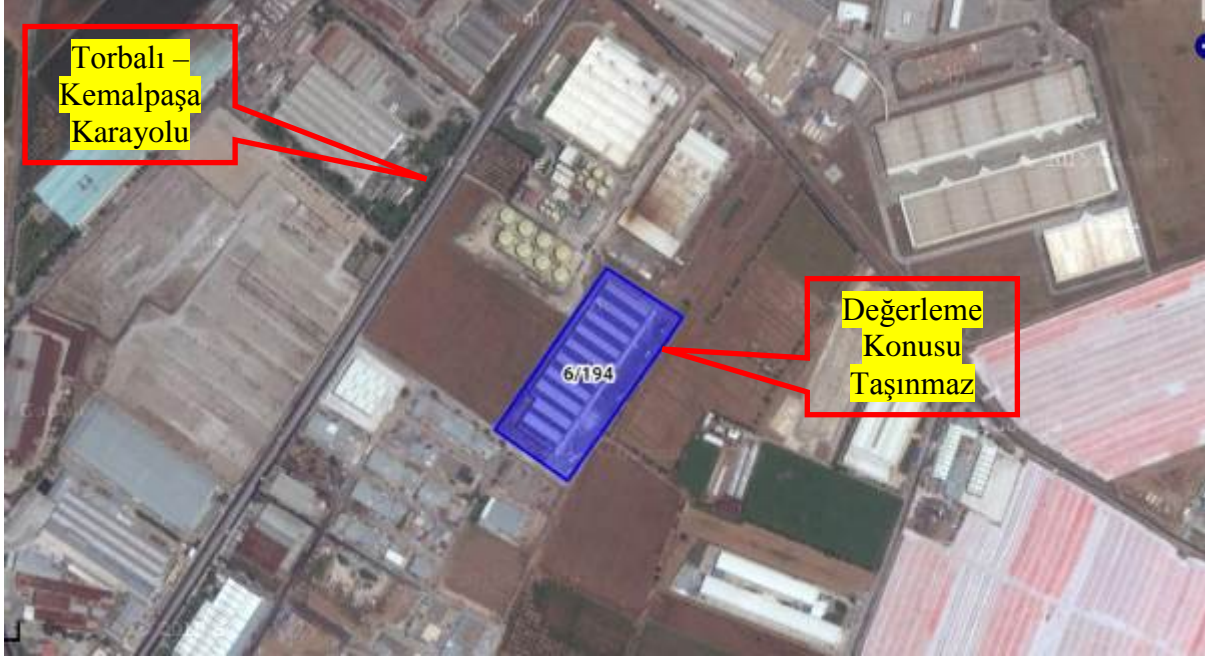 Torbalı –
Kemalpaşa
Karayolu
Değerleme
Konusu
Taşınmaz
6/194